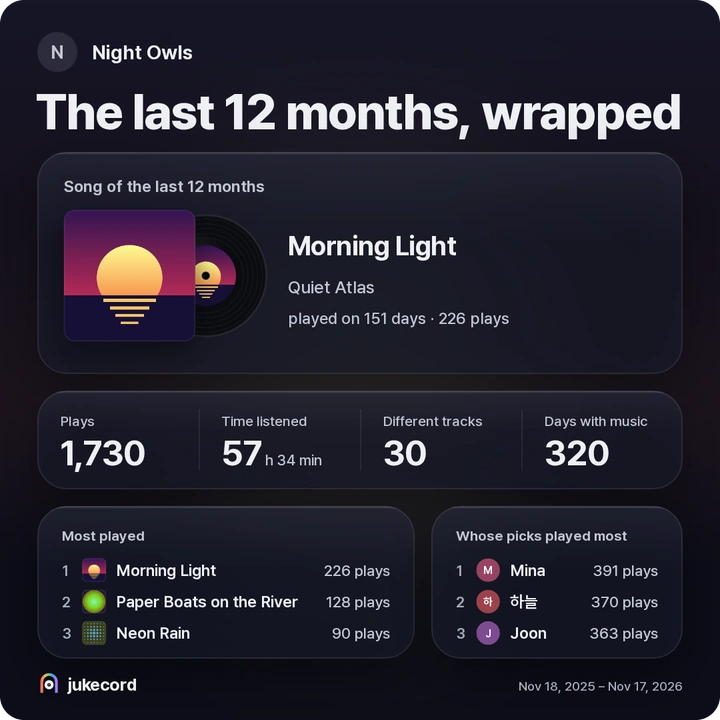 N Night Owls
The last 12 months, wrapped
Song of the last 12 months
Morning Light
Quiet Atlas
played on 151 days · 226 plays
Plays Time listened Different tracks Days with music
1,730 57 h 34 min 30 320
Most played
1 Morning Light 226 plays
2 Paper Boats on the River 128 plays
3 Neon Rain 90 plays
Whose picks played most
1 M Mina 391 plays
2 하 하늘 370 plays
3 J Joon 363 plays
jukecord
Nov 18, 2025 – Nov 17, 2026